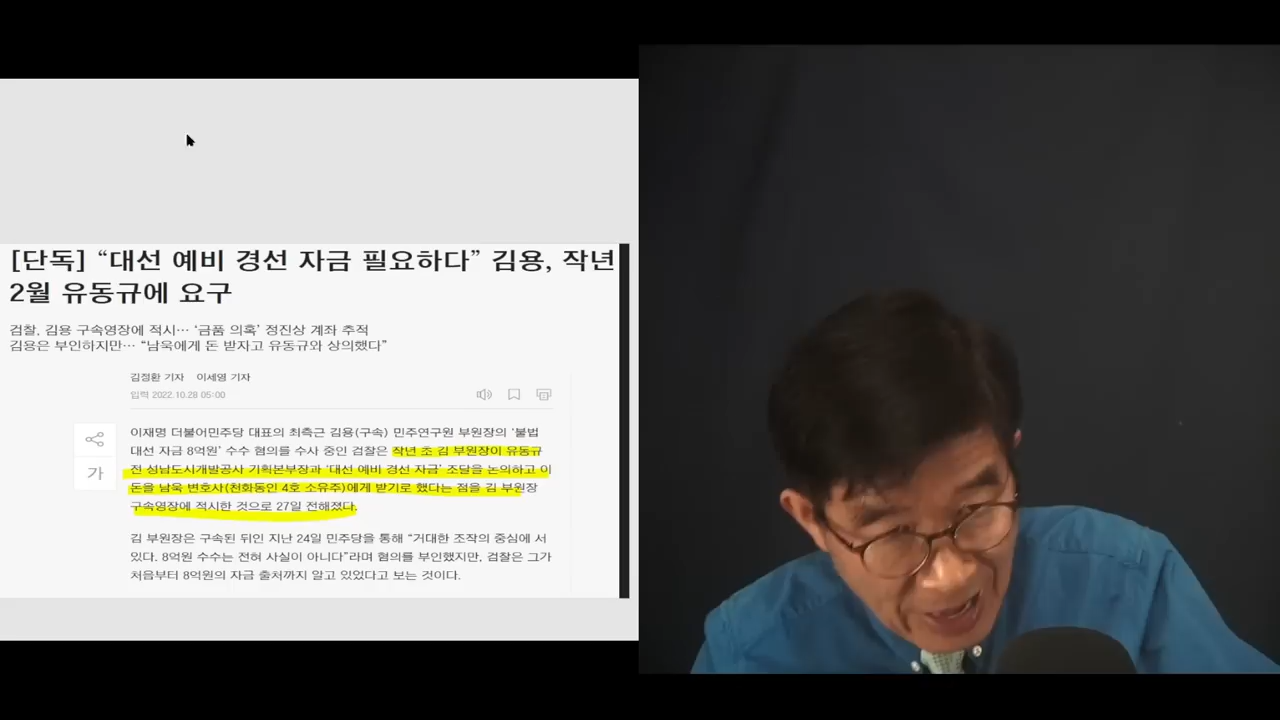 [단독] “대선 예비 경선 자금 필요하다” 김용, 작년
2월 유동규에 요구
검찰, 김용 구속영장에 적시… ‘금품 의혹’ 정진상 계좌 추적
김용은 부인하지만… “남욱에게 돈 받자고 유동규와 상의했다”
김정환 기자 이세영 기자
입력 2022.10.28 05:00
가
이재명 더불어민주당 대표의 최측근 김용(구속) 민주연구원 부원장의 ‘불법
대선 자금 8억원’ 수수 혐의를 수사 중인 검찰은 작년 초 김 부원장이 유동규
전 성남도시개발공사 기획본부장과 ‘대선 예비 경선 자금’ 조달을 논의하고 이
돈을 남욱 변호사(천화동인 4호 소유주)에게 받기로 했다는 점을 김 부원장
구속영장에 적시한 것으로 27일 전해졌다.
김 부원장은 구속된 뒤인 지난 24일 민주당을 통해 “거대한 조작의 중심에 서
있다. 8억원 수수는 전혀 사실이 아니다”라며 혐의를 부인했지만, 검찰은 그가
처음부터 8억원의 자금 출처까지 알고 있었다고 보는 것이다.